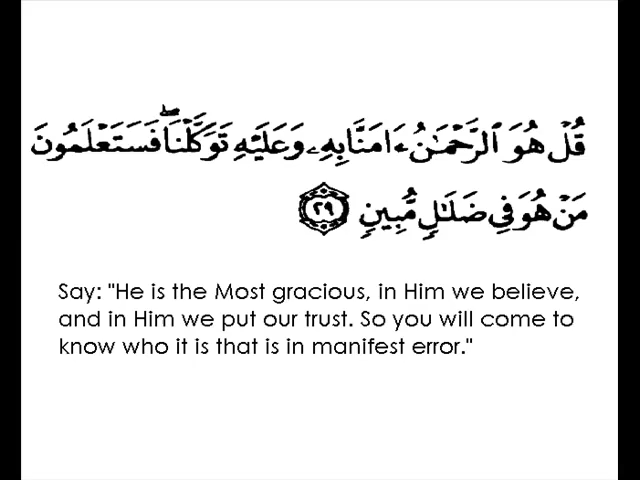 قُلْ هُوَ ٱلرَّحْمَـٰنُ ءَامَنَّا بِهِۦ وَعَلَيْهِ تَوَكَّلْنَا ۖ فَسَتَعْلَمُونَ
مَنْ هُوَ فِى ضَلَـٰلٍ مُّبِينٍ ٢٩
Say: "He is the Most gracious, in Him we believe,
and in Him we put our trust. So you will come to
know who it is that is in manifest error."